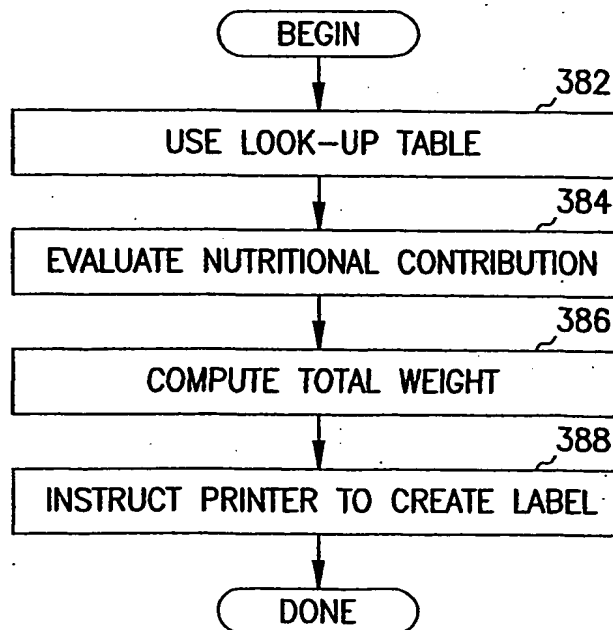 BEGIN
382
USE LOOK-UP TABLE
384
EVALUATE NUTRITIONAL CONTRIBUTION
386
COMPUTE TOTAL WEIGHT
388
INSTRUCT PRINTER TO CREATE LABEL
DONE